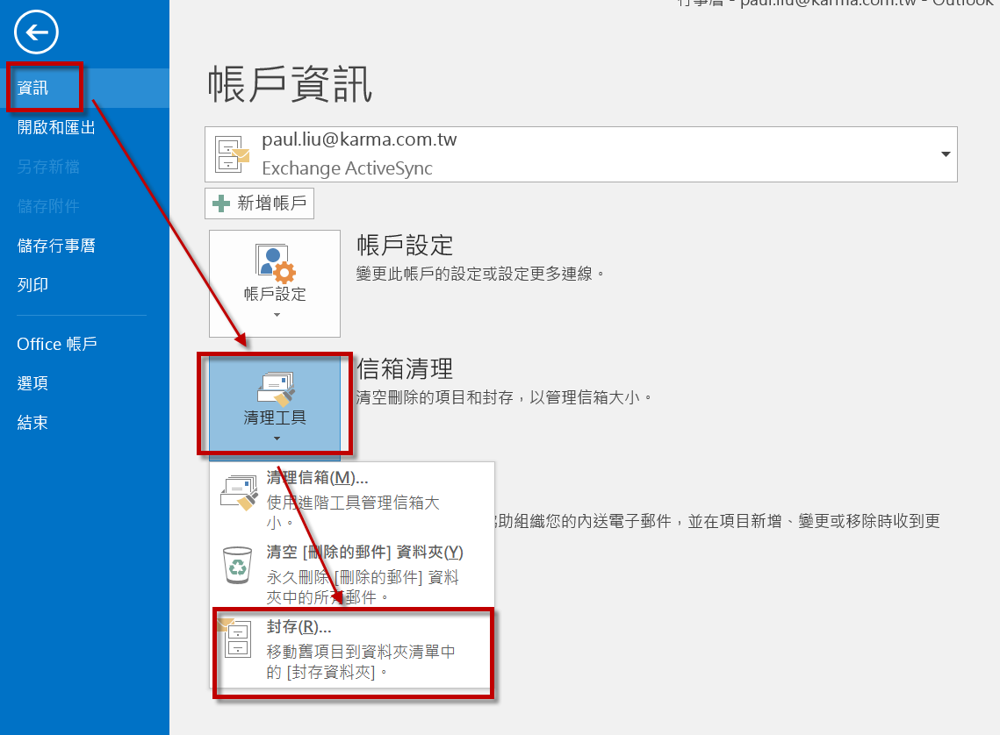 行事曆 - paul.liu@karma.com.tw - Outlook
資訊
開啟和匯出
另存新檔
儲存附件
儲存行事曆
列印
Office 帳戶
選項
結束
帳戶資訊
paul.liu@karma.com.tw
Exchange ActiveSync
新增帳戶
帳戶設定
帳戶設定
變更此帳戶的設定或設定更多連線。
清理工具
信箱清理
清空刪除的項目和封存，以管理信箱大小。
清理信箱(M)...
使用進階工具管理信箱大
小。
助組織您的內送電子郵件，並在項目新增、變更或移除時收到更
清空 [刪除的郵件] 資料夾(Y)
永久刪除 [刪除的郵件] 資料
夾中的所有郵件。
封存(R)...
移動舊項目到資料夾清單中
的 [封存資料夾]。